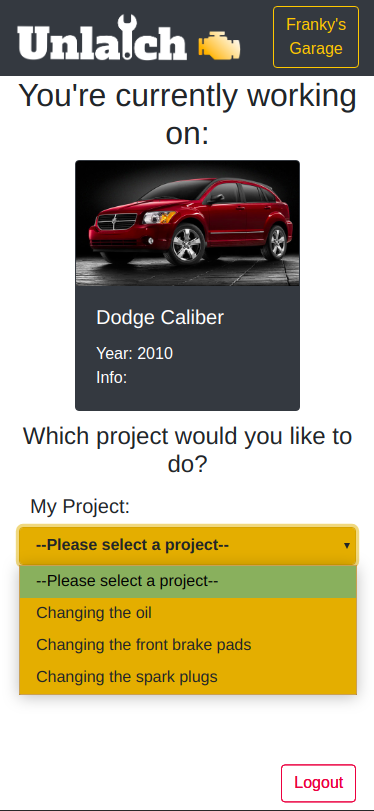 Unlatch
Franky's
Garage
You're currently working
on:
Dodge Caliber
Year: 2010
Info:
Which project would you like to
do?
My Project:
--Please select a project--
--Please select a project--
Changing the oil
Changing the front brake pads
Changing the spark plugs
Logout